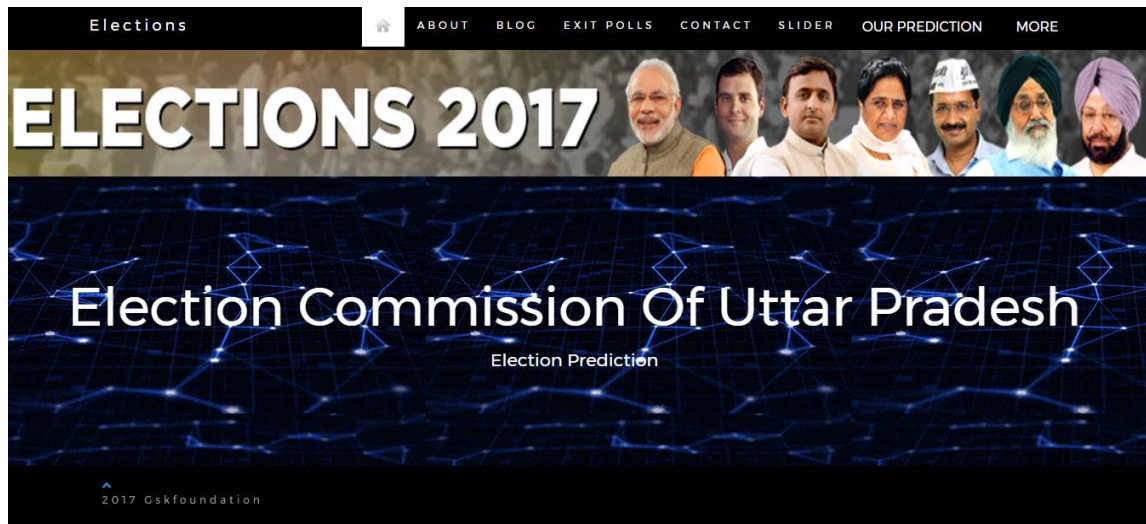 Elections
ABOUT BLOG EXIT POLLS CONTACT SLIDER OUR PREDICTION MORE
ELECTIONS 2017
Election Commission Of Uttar Pradesh
Election Prediction
2017 Gskfoundation